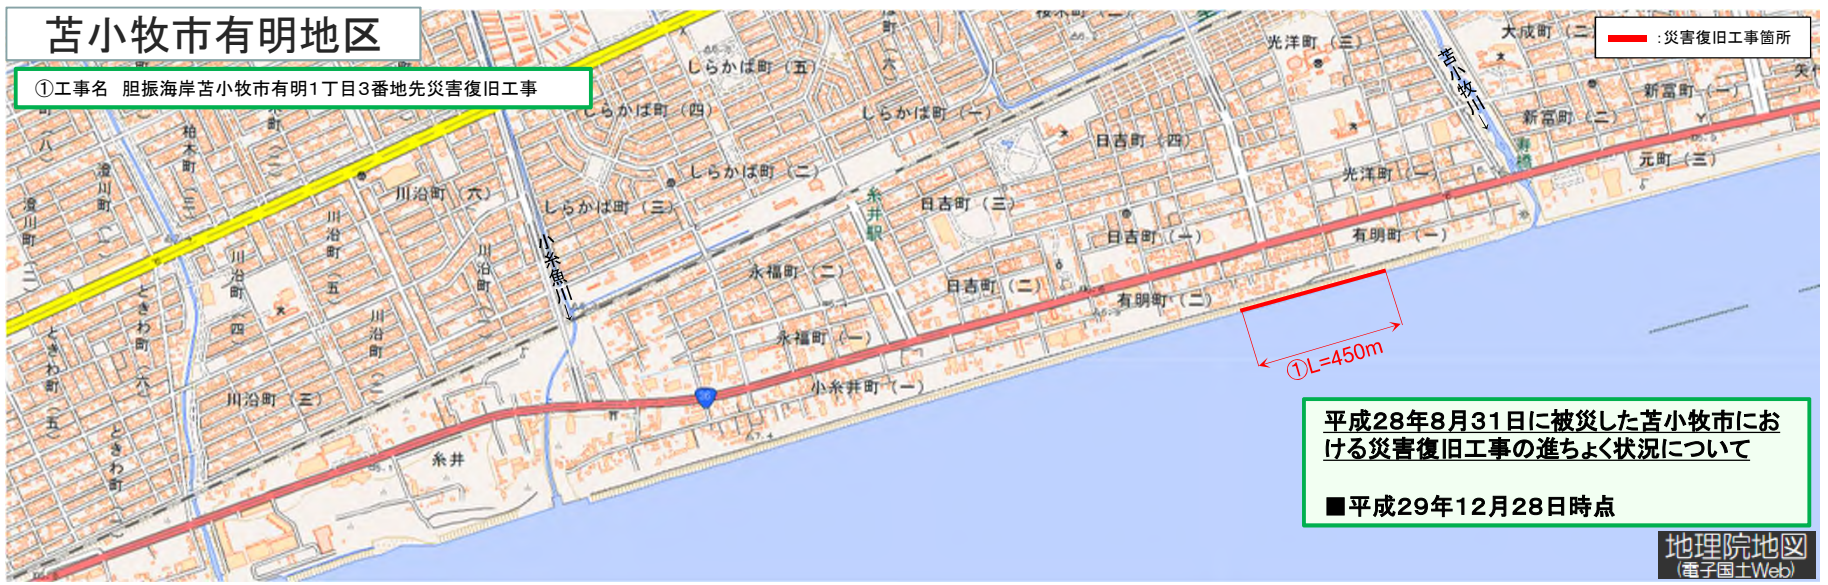 苫小牧市有明地区
①工事名　胆振海岸苫小牧市有明1丁目3番地先災害復旧工事
：災害復旧工事箇所
しらかば町（五）
光洋町（三）
苫小牧川→
新富町（一）
新富町（二）
しらかば町（四）
しらかば町（一）
日吉町（四）
元町（三）
柏木町（三）
澄川町
しらかば町（二）
光洋町（一）
川沿町（六）
しらかば町（三）
糸井駅
日吉町（三）
日吉町（一）
有明町（一）
川沿町（五）
小糸魚川→
永福町（二）
日吉町（二）
有明町（二）
川沿町（四）
ときわ町（六）
ときわ町（五）
永福町（一）
①L=450m
36
小糸井町（一）
川沿町（三）
糸井
平成28年8月31日に被災した苫小牧市にお
ける災害復旧工事の進ちょく状況について
■平成29年12月28日時点
地理院地図
（電子国土Web）